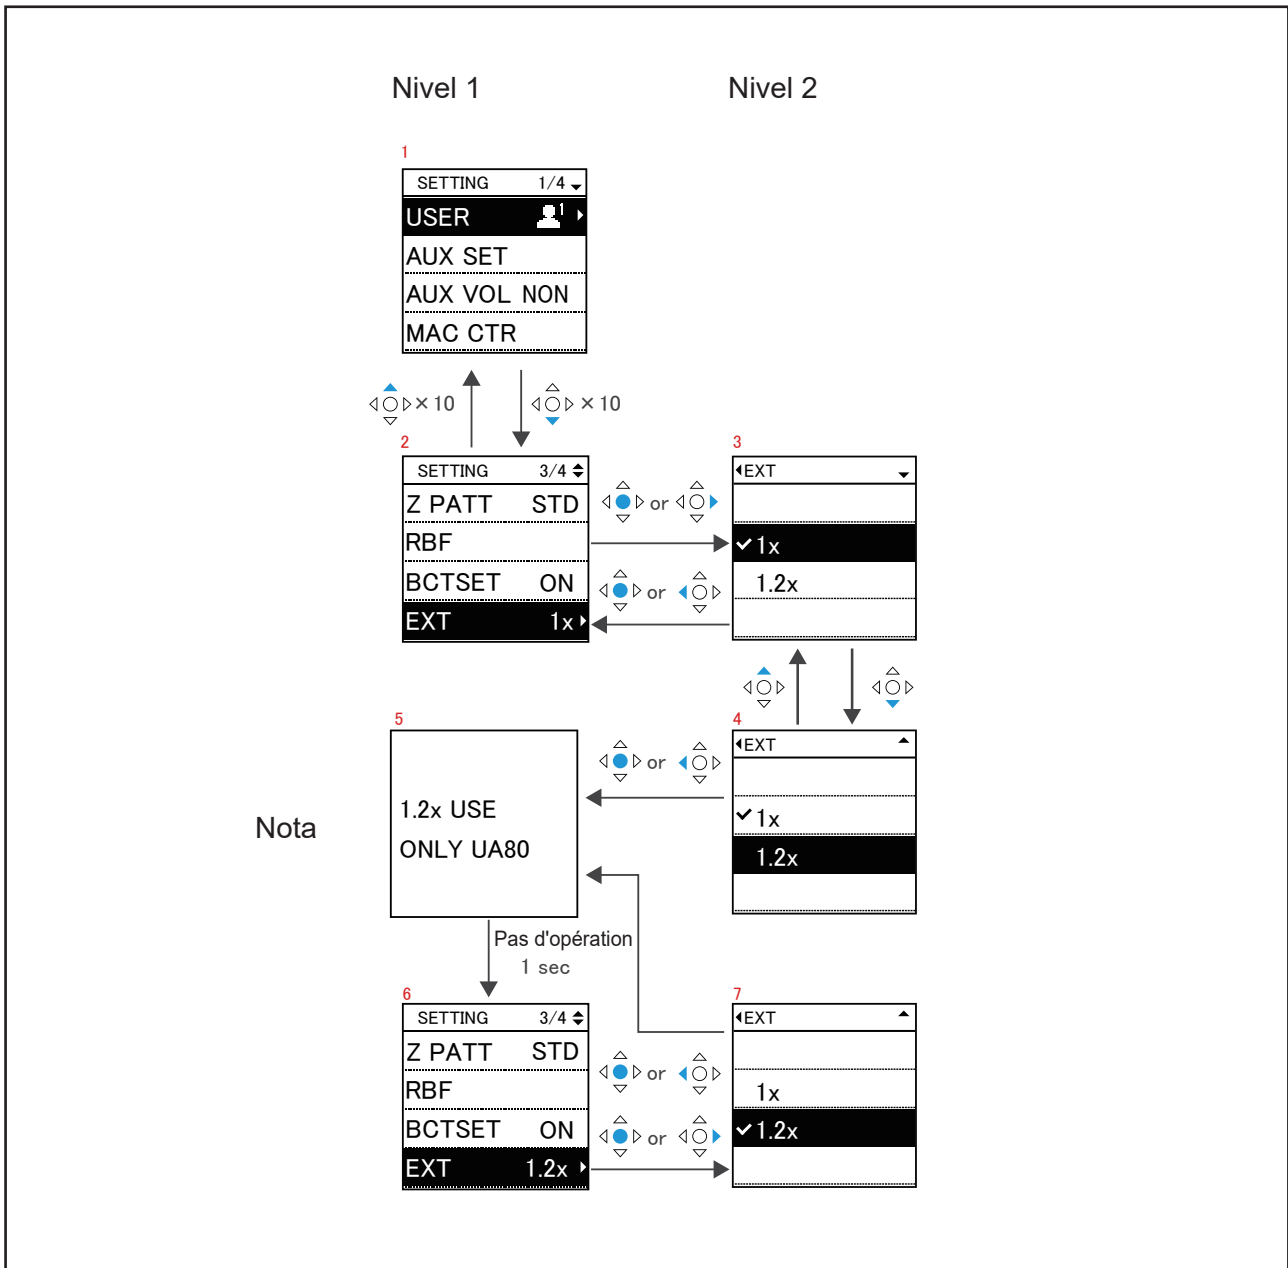 Nivel 1
Nivel 2
1
SETTING 1/4
USER 1
AUX SET
AUX VOL NON
MAC CTR
×10
×10
2
SETTING 3/4
Z PATT STD
RBF
BCTSET ON
EXT 1x
or
or
3
EXT
1x
1.2x
4
EXT
1x
1.2x
or
5
1.2x USE
ONLY UA80
Nota
Pas d'opération
1 sec
6
SETTING 3/4
Z PATT STD
RBF
BCTSET ON
EXT 1.2x
or
or
7
EXT
1x
1.2x